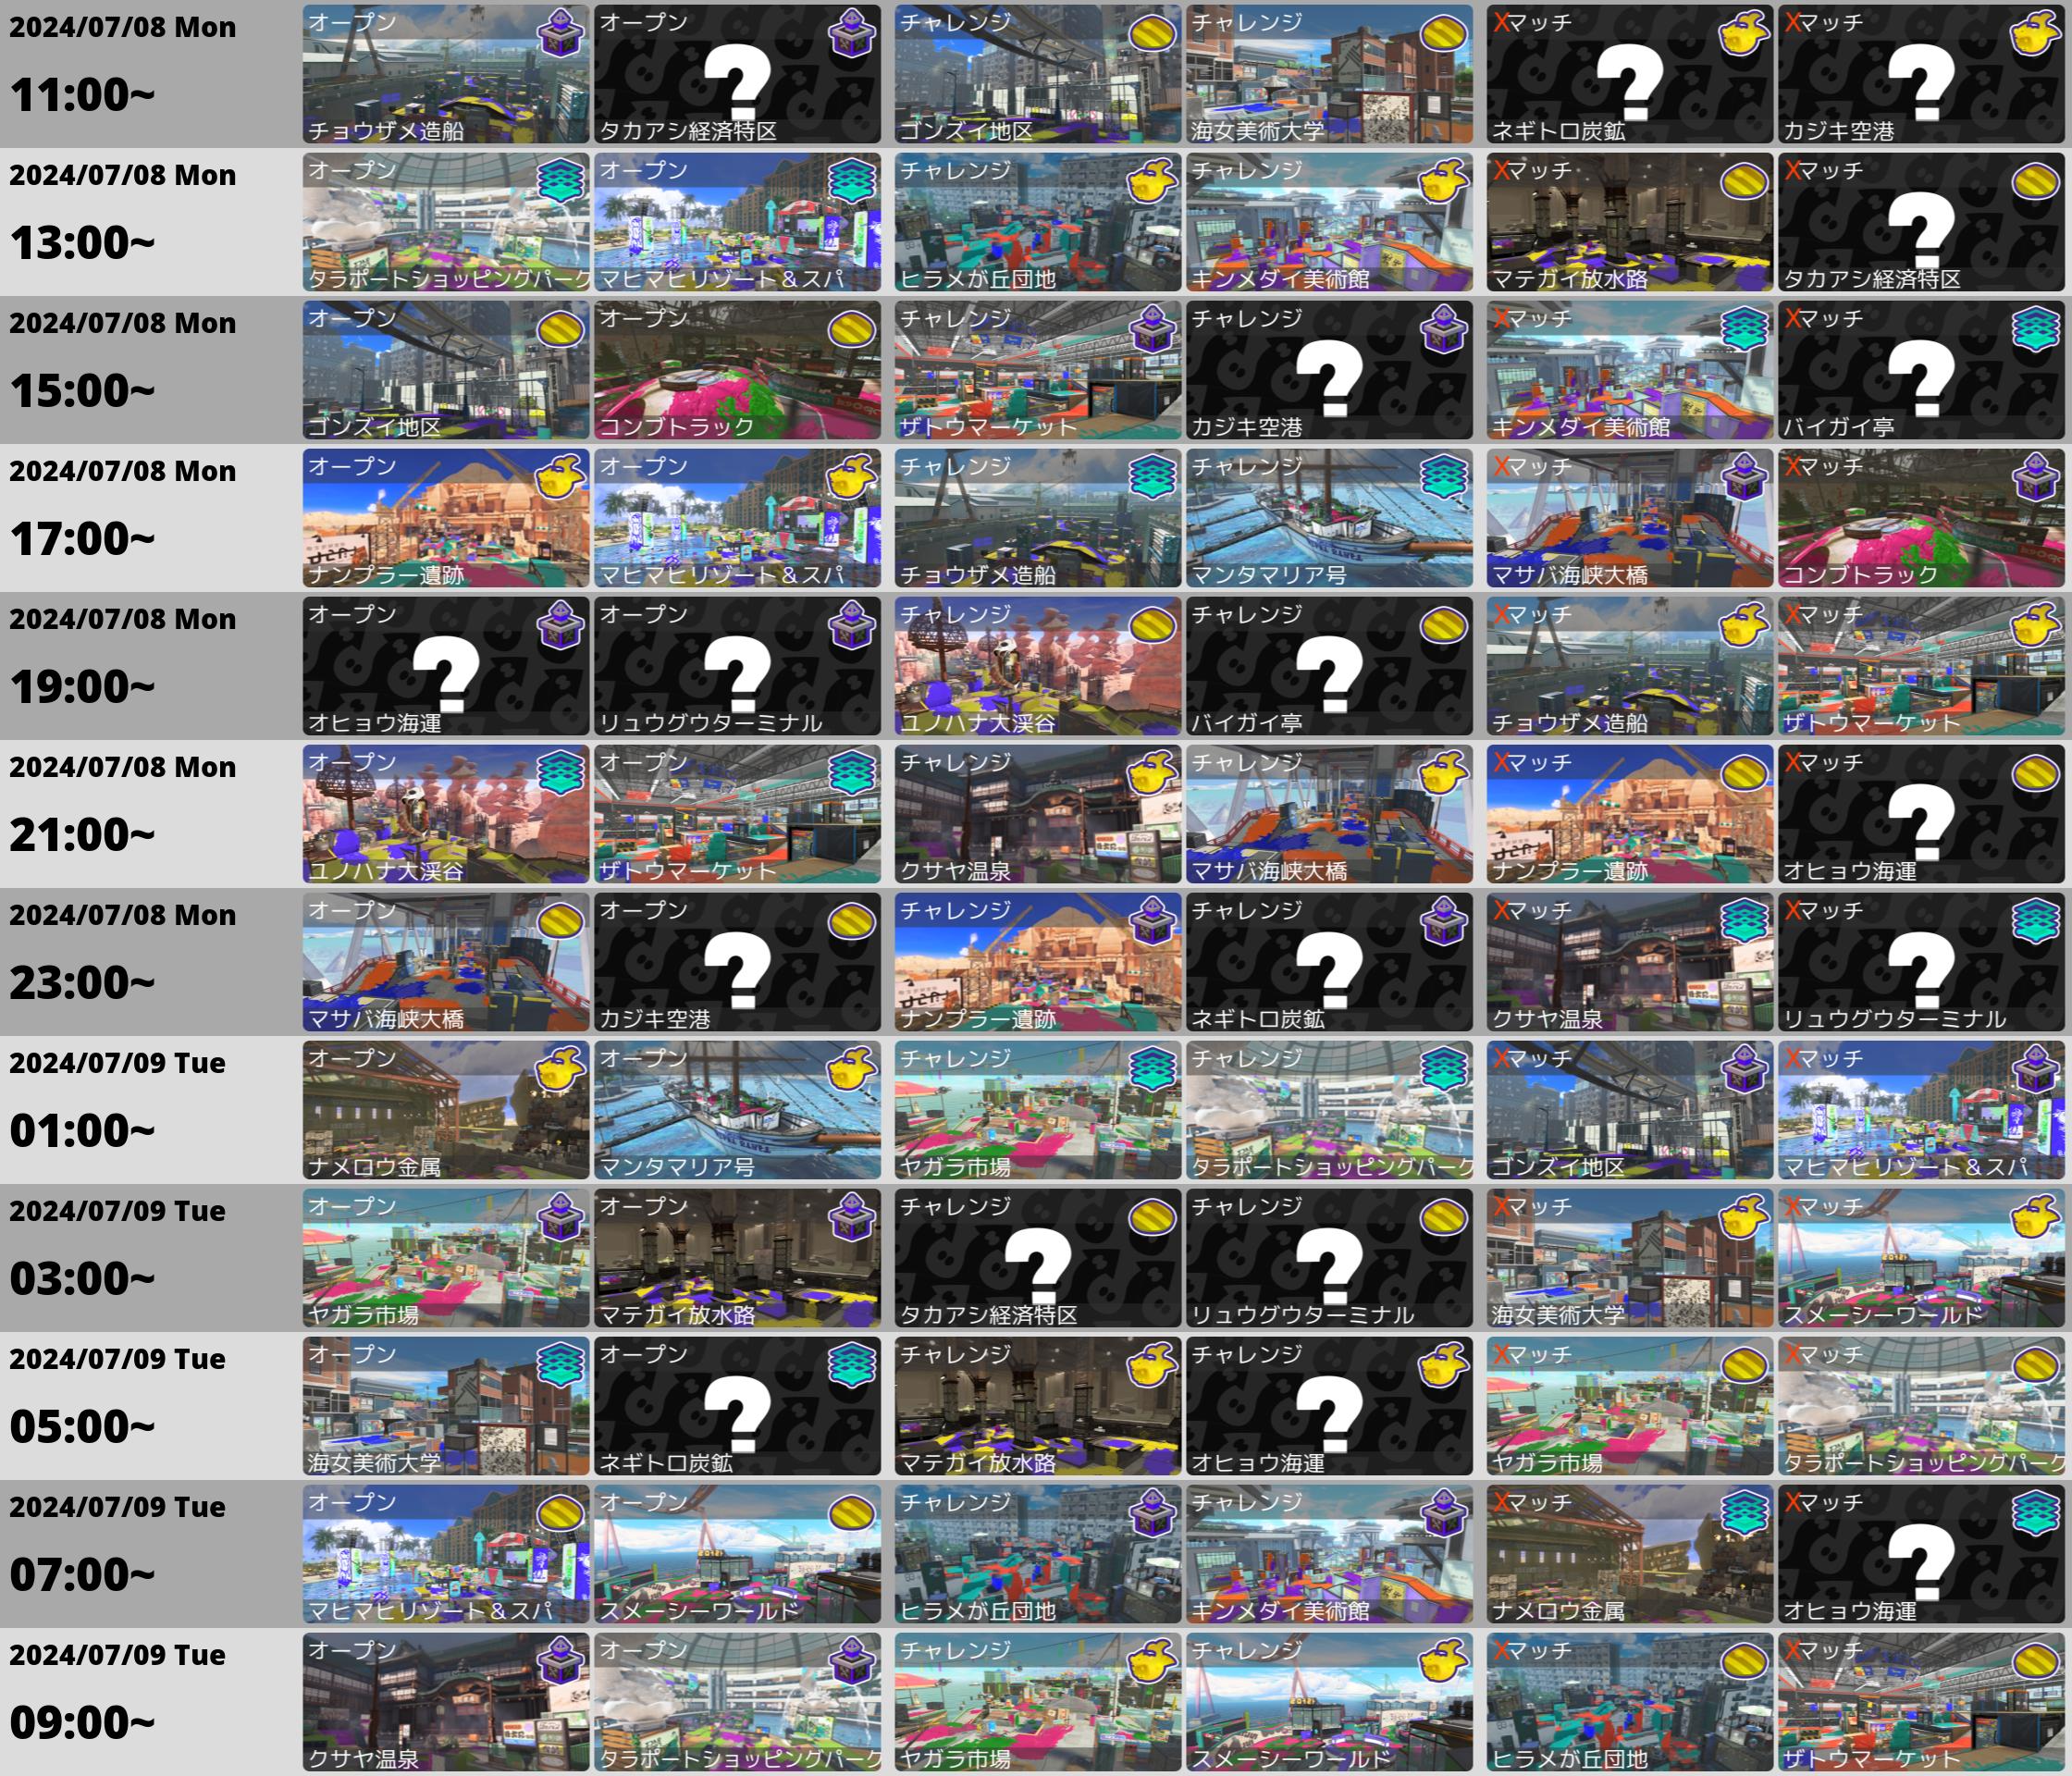 2024/07/08 Mon
11:00~
オープン
チョウザメ造船
オープン
タカアシ経済特区
チャレンジ
ゴンズイ地区
チャレンジ
海女美術大学
Xマッチ
ネギトロ炭鉱
Xマッチ
カジキ空港
2024/07/08 Mon
13:00~
オープン
タラポートショッピングパーク
オープン
マヒマヒリゾート&スパ
チャレンジ
ヒラメが丘団地
チャレンジ
キンメダイ美術館
Xマッチ
マテガイ放水路
Xマッチ
タカアシ経済特区
2024/07/08 Mon
15:00~
オープン
ゴンズイ地区
オープン
コンブトラック
チャレンジ
ザトウマーケット
チャレンジ
カジキ空港
Xマッチ
キンメダイ美術館
Xマッチ
バイガイ亭
2024/07/08 Mon
17:00~
オープン
ナンプラー遺跡
オープン
マヒマヒリゾート&スパ
チャレンジ
チョウザメ造船
チャレンジ
マンタマリア号
Xマッチ
マサバ海峡大橋
Xマッチ
コンブトラック
2024/07/08 Mon
19:00~
オープン
オヒョウ海運
オープン
リュウグウターミナル
チャレンジ
ユノハナ大渓谷
チャレンジ
バイガイ亭
Xマッチ
チョウザメ造船
Xマッチ
ザトウマーケット
2024/07/08 Mon
21:00~
オープン
ユノハナ大渓谷
オープン
ザトウマーケット
チャレンジ
クサヤ温泉
チャレンジ
マサバ海峡大橋
Xマッチ
ナンプラー遺跡
Xマッチ
オヒョウ海運
2024/07/08 Mon
23:00~
オープン
マサバ海峡大橋
オープン
カジキ空港
チャレンジ
ナンプラー遺跡
チャレンジ
ネギトロ炭鉱
Xマッチ
クサヤ温泉
Xマッチ
リュウグウターミナル
2024/07/09 Tue
01:00~
オープン
ナメロウ金属
オープン
マンタマリア号
チャレンジ
ヤガラ市場
チャレンジ
タラポートショッピングパーク
Xマッチ
ゴンズイ地区
Xマッチ
マヒマヒリゾート&スパ
2024/07/09 Tue
03:00~
オープン
ヤガラ市場
オープン
マテガイ放水路
チャレンジ
タカアシ経済特区
チャレンジ
リュウグウターミナル
Xマッチ
海女美術大学
Xマッチ
スメーシーワールド
2024/07/09 Tue
05:00~
オープン
海女美術大学
オープン
ネギトロ炭鉱
チャレンジ
マテガイ放水路
チャレンジ
オヒョウ海運
Xマッチ
ヤガラ市場
Xマッチ
タラポートショッピングパーク
2024/07/09 Tue
07:00~
オープン
マヒマヒリゾート&スパ
オープン
スメーシーワールド
チャレンジ
ヒラメが丘団地
チャレンジ
キンメダイ美術館
Xマッチ
ナメロウ金属
Xマッチ
オヒョウ海運
2024/07/09 Tue
09:00~
オープン
クサヤ温泉
オープン
タラポートショッピングパーク
チャレンジ
ヤガラ市場
チャレンジ
スメーシーワールド
Xマッチ
ヒラメが丘団地
Xマッチ
ザトウマーケット